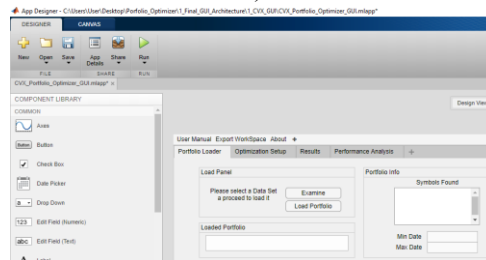 App Designer - C:\Users\User\Desktop\Porfolio_Optimizer\1_Final_GUI_Architecture\1_CVX_GUI\CVX_Portfolio_Optimizer_GUI.mlapp*
DESIGNER CANVAS
New Open Save App Details Share Run
FILE SHARE RUN
CVX_Portfolio_Optimizer_GUI.mlapp* ×
COMPONENT LIBRARY
Design View
COMMON
Axes
User Manual Export WorkSpace About +
Button Button
Portfolio Loader Optimization Setup Results Performance Analysis +
Check Box
Load Panel Portfolio Info
Date Picker
Please select a Data Set
a proceed to load it
Examine
Load Portfolio
Symbols Found
a Drop Down
123 Edit Field (Numeric)
Loaded Portfolio
abc Edit Field (Text)
Min Date
Max Date